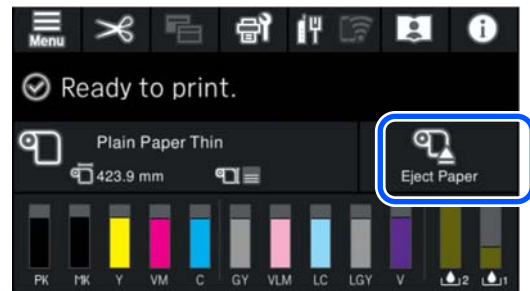 Menu
Ready to print.
Plain Paper Thin
423.9 mm
Eject Paper
PK MK Y VM C GY VLM LC LGY V 2 1